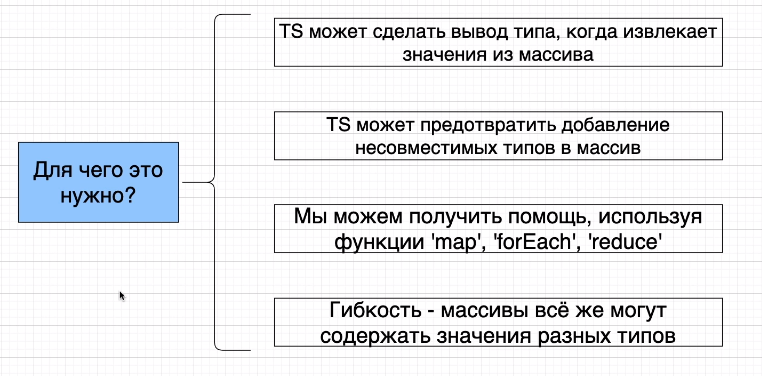 Для чего это
нужно?
TS может сделать вывод типа, когда извлекает
значения из массива
TS может предотвратить добавление
несовместимых типов в массив
Мы можем получить помощь, используя
функции 'map', 'forEach', 'reduce'
Гибкость - массивы всё же могут
содержать значения разных типов